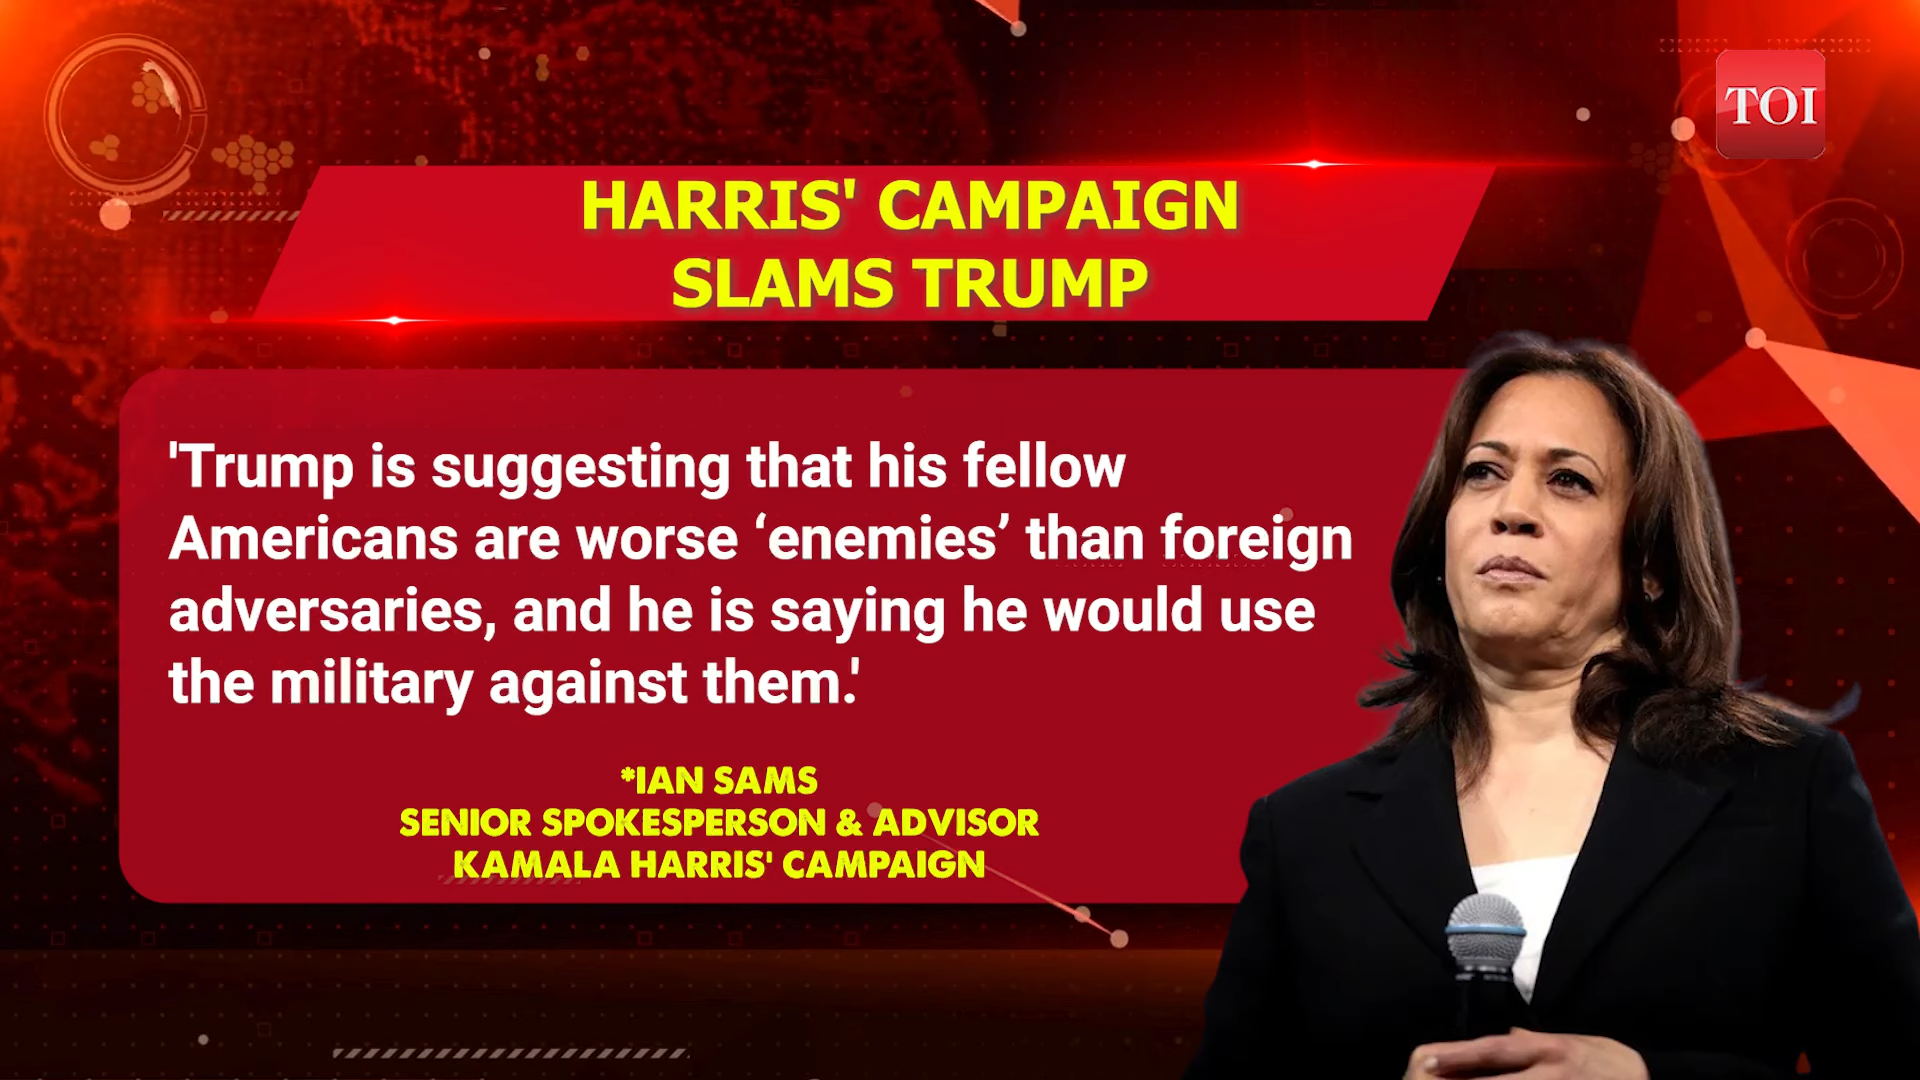 TOI
HARRIS' CAMPAIGN
SLAMS TRUMP
'Trump is suggesting that his fellow
Americans are worse ‘enemies’ than foreign
adversaries, and he is saying he would use
the military against them.'
*IAN SAMS
SENIOR SPOKESPERSON & ADVISOR
KAMALA HARRIS' CAMPAIGN